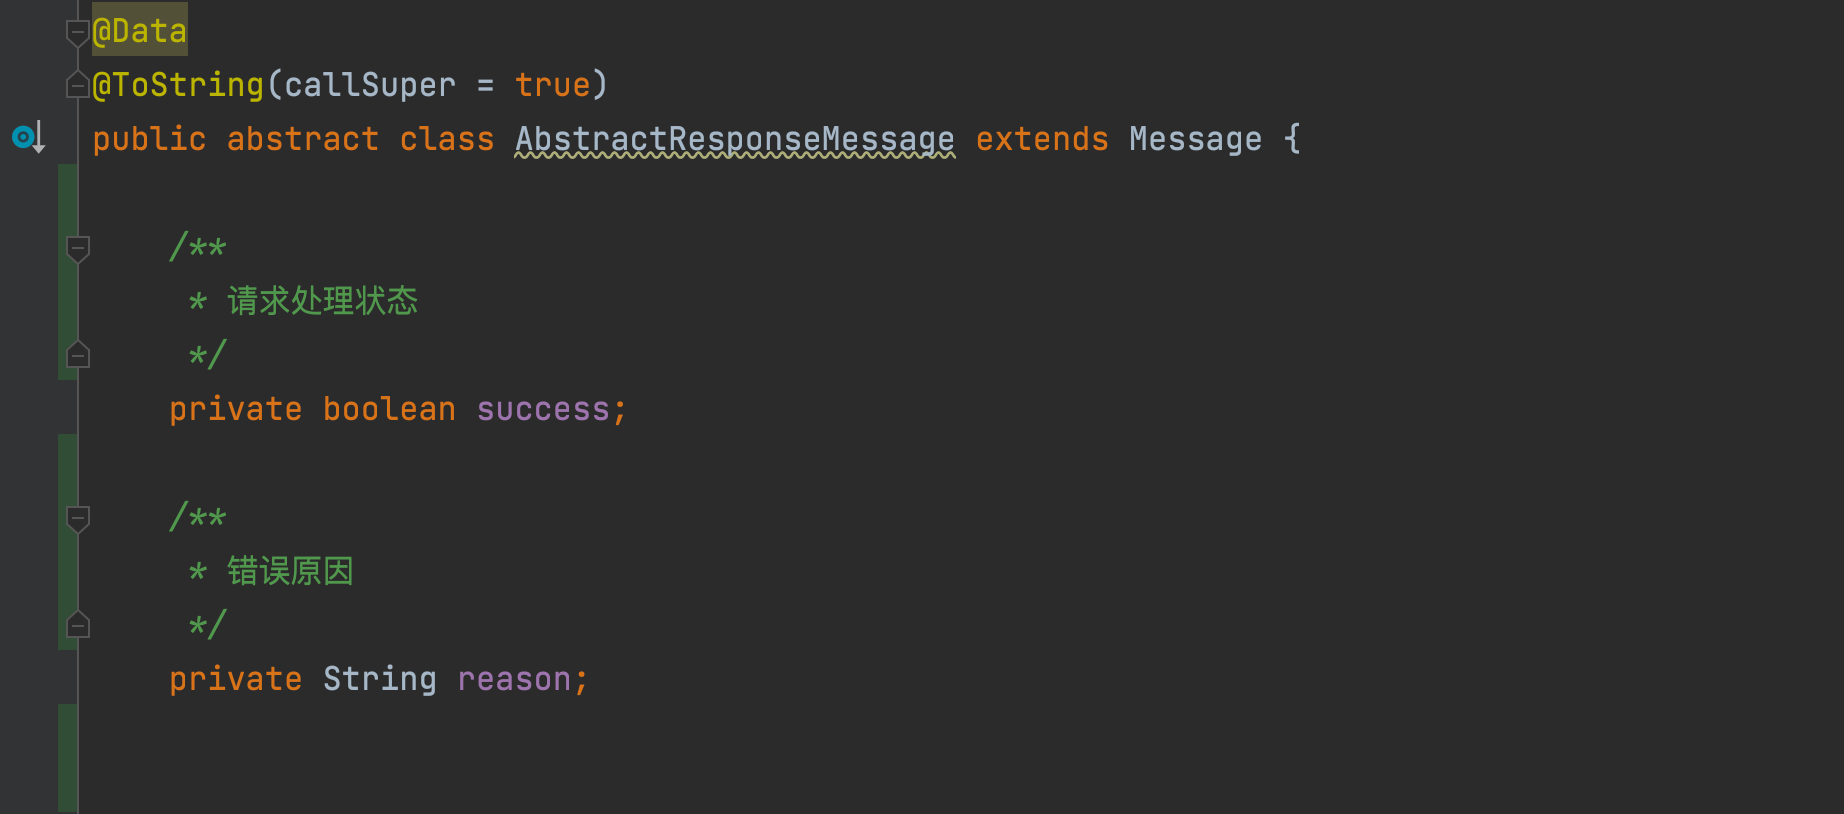 @Data
@ToString(callSuper = true)
public abstract class AbstractResponseMessage extends Message {
/**
* 请求处理状态
*/
private boolean success;
/**
* 错误原因
*/
private String reason;